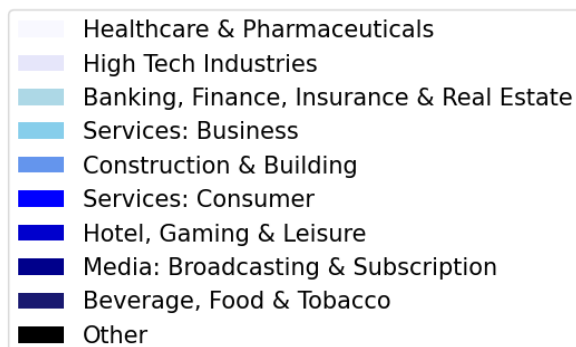 Healthcare & Pharmaceuticals
High Tech Industries
Banking, Finance, Insurance & Real Estate
Services: Business
Construction & Building
Services: Consumer
Hotel, Gaming & Leisure
Media: Broadcasting & Subscription
Beverage, Food & Tobacco
Other